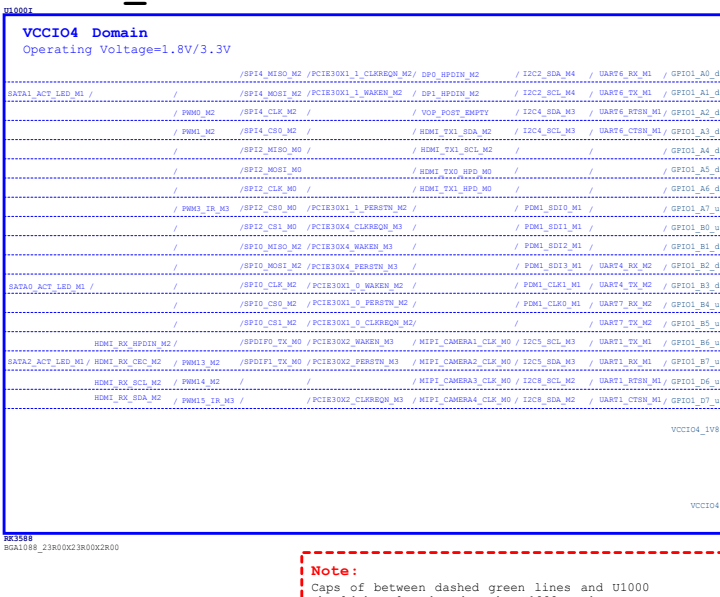 U1000I
VCCIO4 Domain
Operating Voltage=1.8V/3.3V
/SPI4_MISO_M2 /PCIE30X1_1_CLKREQN_M2/ DP0_HPDIN_M2 / I2C2_SDA_M4 / UART6_RX_M1 / GPIO1_A0_d
SATA1_ACT_LED_M1 / / /SPI4_MOSI_M2 /PCIE30X1_1_WAKEN_M2 / DP1_HPDIN_M2 / I2C2_SCL_M4 / UART6_TX_M1 / GPIO1_A1_d
/ PWM0_M2 /SPI4_CLK_M2 / / VOP_POST_EMPTY / I2C4_SDA_M3 / UART6_RTSN_M1 / GPIO1_A2_d
/ PWM1_M2 /SPI4_CS0_M2 / / HDMI_TX1_SDA_M2 / I2C4_SCL_M3 / UART6_CTSN_M1 / GPIO1_A3_d
/ /SPI2_MISO_M0 / / HDMI_TX1_SCL_M2 / / / GPIO1_A4_d
/ /SPI2_MOSI_M0 / HDMI_TX0_HPD_M0 / / / GPIO1_A5_d
/ /SPI2_CLK_M0 / / HDMI_TX1_HPD_M0 / / / GPIO1_A6_d
/ PWM3_IR_M3 /SPI2_CS0_M0 /PCIE30X1_1_PERSTN_M2 / / PDM1_SDI0_M1 / / GPIO1_A7_u
/ /SPI2_CS1_M0 /PCIE30X4_CLKREQN_M3 / / PDM1_SDI1_M1 / / GPIO1_B0_u
/ /SPI0_MISO_M2 /PCIE30X4_WAKEN_M3 / / PDM1_SDI2_M1 / / GPIO1_B1_d
/ /SPI0_MOSI_M2 /PCIE30X4_PERSTN_M3 / / PDM1_SDI3_M1 / UART4_RX_M2 / GPIO1_B2_d
SATA0_ACT_LED_M1 / / /SPI0_CLK_M2 /PCIE30X1_0_WAKEN_M2 / / PDM1_CLK1_M1 / UART4_TX_M2 / GPIO1_B3_d
/ /SPI0_CS0_M2 /PCIE30X1_0_PERSTN_M2 / / PDM1_CLK0_M1 / UART7_RX_M2 / GPIO1_B4_u
/ /SPI0_CS1_M2 /PCIE30X1_0_CLKREQN_M2/ / UART7_TX_M2 / GPIO1_B5_u
HDMI_RX_HPDIN_M2 / /SPDIF0_TX_M0 /PCIE30X2_WAKEN_M3 / MIPI_CAMERA1_CLK_M0 / I2C5_SCL_M3 / UART1_TX_M1 / GPIO1_B6_u
SATA2_ACT_LED_M1/ HDMI_RX_CEC_M2 / PWM13_M2 /SPDIF1_TX_M0 /PCIE30X2_PERSTN_M3 / MIPI_CAMERA2_CLK_M0 / I2C5_SDA_M3 / UART1_RX_M1 / GPIO1_B7_u
HDMI_RX_SCL_M2 / PWM14_M2 / / / MIPI_CAMERA3_CLK_M0 / I2C8_SCL_M2 / UART1_RTSN_M1 / GPIO1_D6_u
HDMI_RX_SDA_M2 / PWM15_IR_M3 / /PCIE30X2_CLKREQN_M3 / MIPI_CAMERA4_CLK_M0 / I2C8_SDA_M2 / UART1_CTSN_M1 / GPIO1_D7_u
VCCIO4_1V8
VCCIO4
RK3588
BGA1088_23R00X23R00X2R00
Note:
Caps of between dashed green lines and U1000